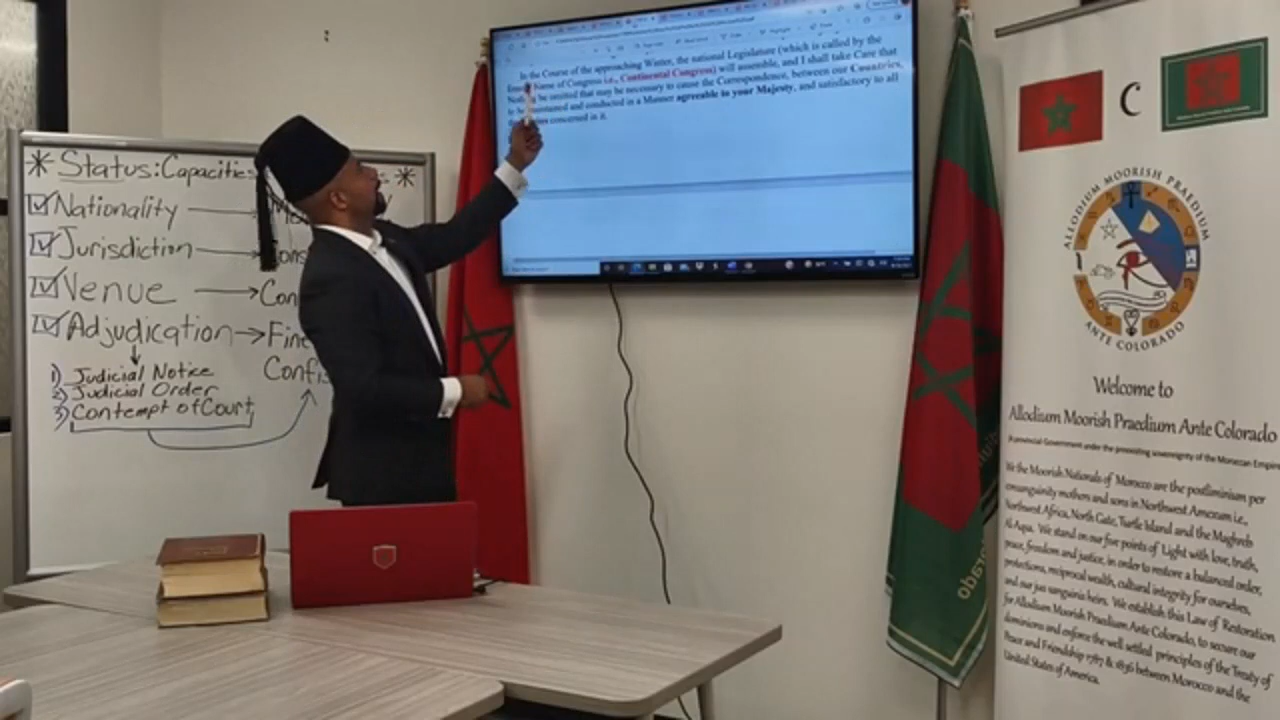 * Status: Capacities *
Nationality
Jurisdiction
Venue
Con
Adjudication
Fine
Confis
1) Judicial Notice
2) Judicial Order
3) Contempt of Court
In the Course of the approaching Winter, the national Legislature (which is called by the
Name of Congress i.e., Continental Congress) will assemble, and I shall take Care that
be omitted that may be necessary to cause the Correspondence, between our Countries,
to be maintained and conducted in a Manner agreeable to your Majesty, and satisfactory to all
concerned in it.
ALLODIUM MOORISH PRAEDIUM
ANTE COLORADO
Welcome to
Allodium Moorish Praedium Ante Colorado
A provincial Government under the preexisting sovereignty of the Moroccan Empire
We the Moorish Nationals of Morocco are the postliminium per
consanguinity mothers and sons in Northwest Amexem i.e.,
Northwest Africa, North Gate, Turtle Island and the Maghreb
Al-Aqsa. We stand on our five points of Light with love, truth,
peace, freedom and justice, in order to restore a balanced order,
protections, reciprocal wealth, cultural integrity for ourselves,
and our jus sanguinis heirs. We establish this Law of Restoration
for Allodium Moorish Praedium Ante Colorado, to secure our
dominions and enforce the well settled principles of the Treaty of
Peace and Friendship 1787 & 1836 between Morocco and the
United States of America.